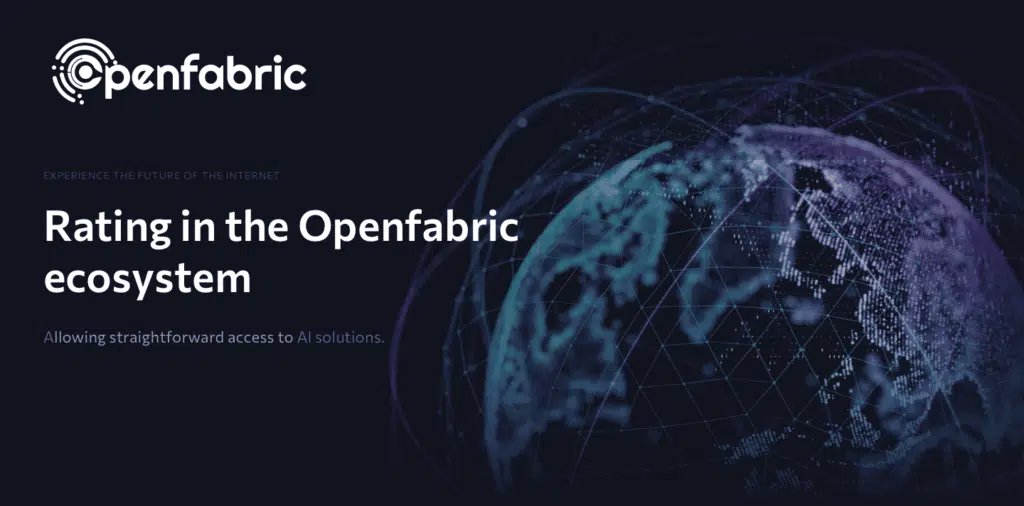 Openfabric
EXPERIENCE THE FUTURE OF THE INTERNET
Rating in the Openfabric
ecosystem
Allowing straightforward access to AI solutions.